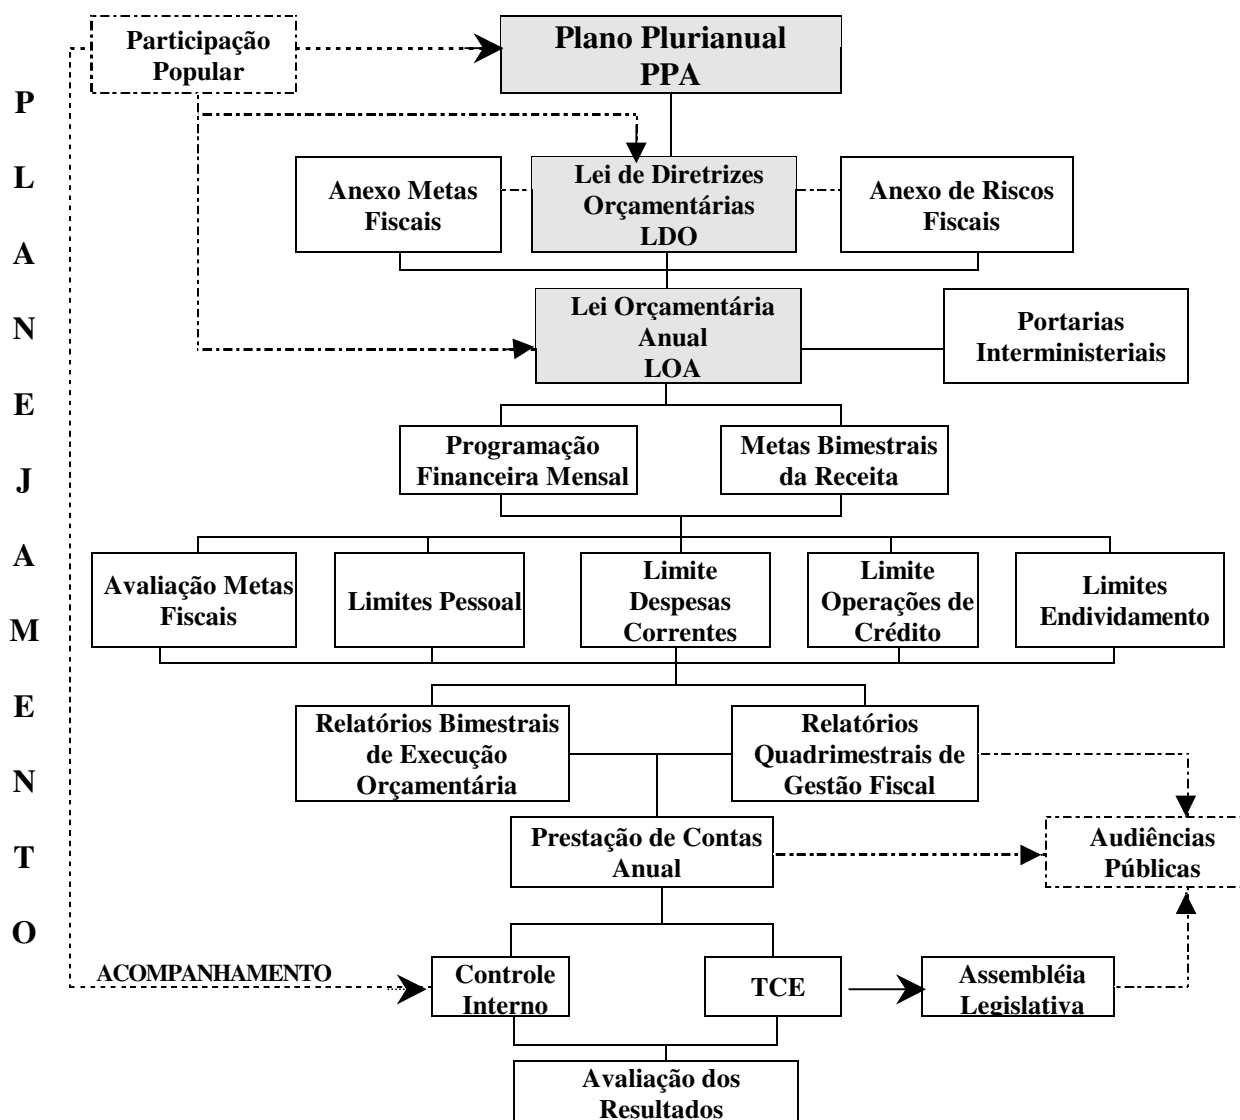 PLANEJAMENTO
Participação
Popular
Plano Plurianual
PPA
Anexo Metas
Fiscais
Lei de Diretrizes
Orçamentárias
LDO
Anexo de Riscos
Fiscais
Lei Orçamentária
Anual
LOA
Portarias
Interministeriais
Programação
Financeira Mensal
Metas Bimestrais
da Receita
Avaliação Metas
Fiscais
Limites Pessoal
Limite
Despesas
Correntes
Limite
Operações de
Crédito
Limites
Endividamento
Relatórios Bimestrais
de Execução
Orçamentária
Relatórios
Quadrimestrais de
Gestão Fiscal
Prestação de Contas
Anual
Audiências
Públicas
ACOMPANHAMENTO
Controle
Interno
TCE
Assembléia
Legislativa
Avaliação dos
Resultados